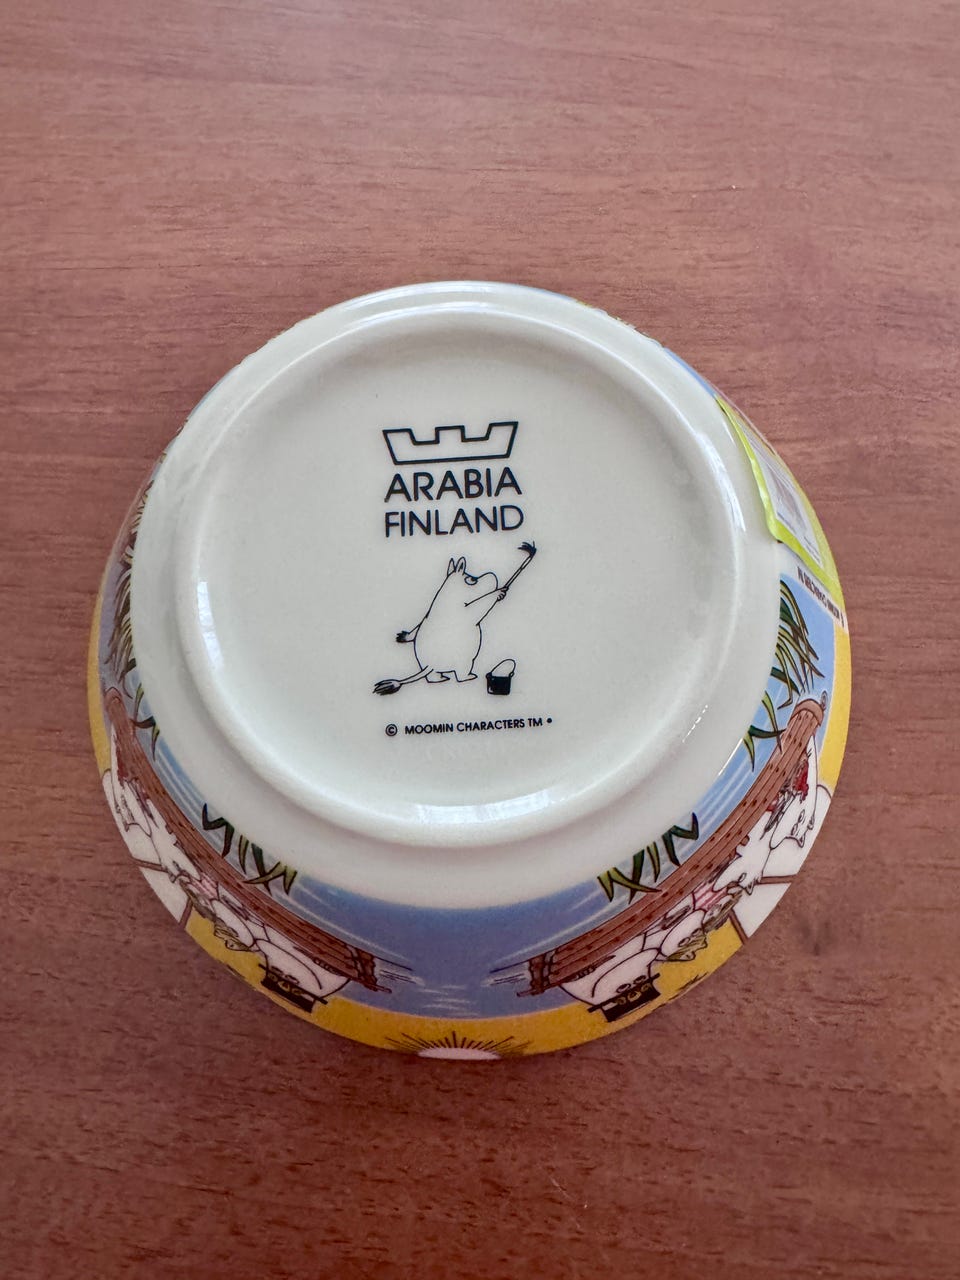 ARABIA
FINLAND
© MOOMIN CHARACTERS TM •